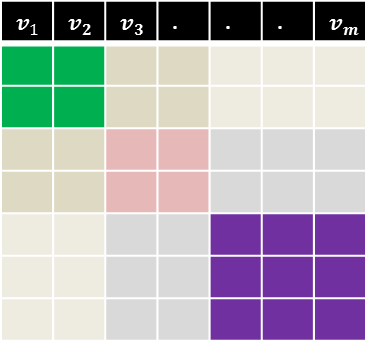 v₁ v₂ v₃ . . . vₘ